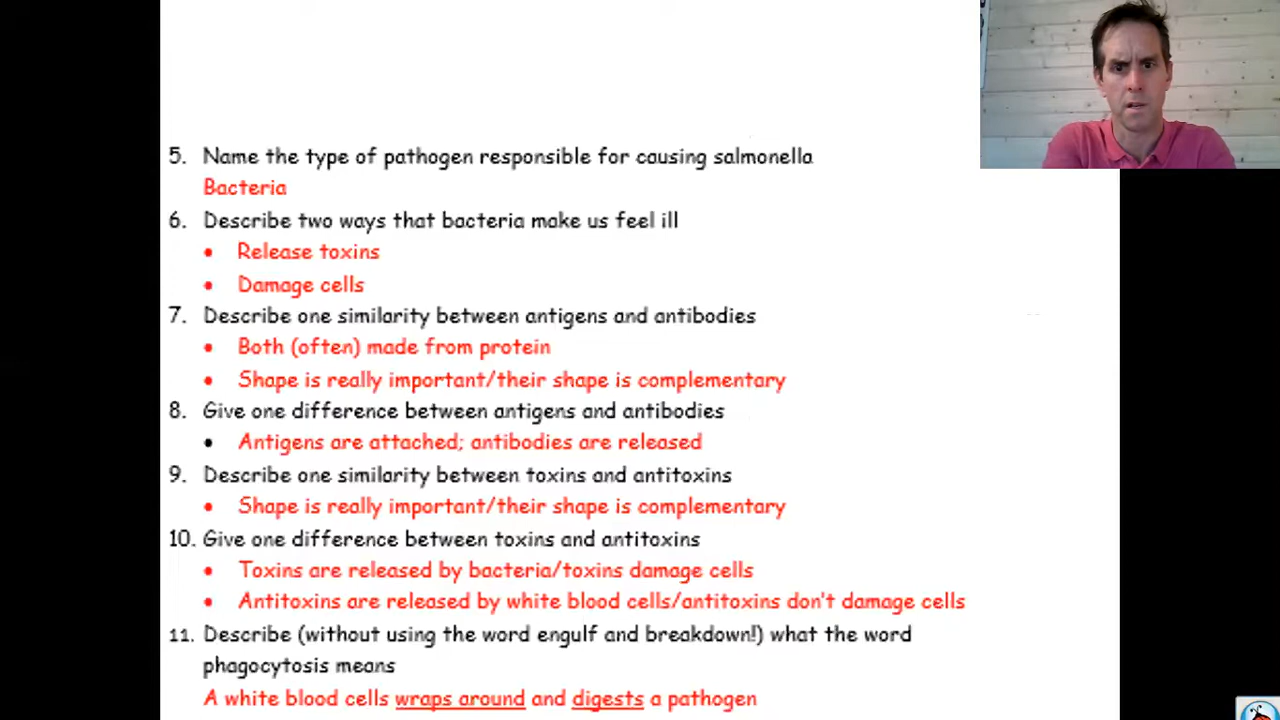 5. Name the type of pathogen responsible for causing salmonella
Bacteria
6. Describe two ways that bacteria make us feel ill
• Release toxins
• Damage cells
7. Describe one similarity between antigens and antibodies
• Both (often) made from protein
• Shape is really important/their shape is complementary
8. Give one difference between antigens and antibodies
• Antigens are attached; antibodies are released
9. Describe one similarity between toxins and antitoxins
• Shape is really important/their shape is complementary
10. Give one difference between toxins and antitoxins
• Toxins are released by bacteria/toxins damage cells
• Antitoxins are released by white blood cells/antitoxins don't damage cells
11. Describe (without using the word engulf and breakdown!) what the word
phagocytosis means
A white blood cells wraps around and digests a pathogen